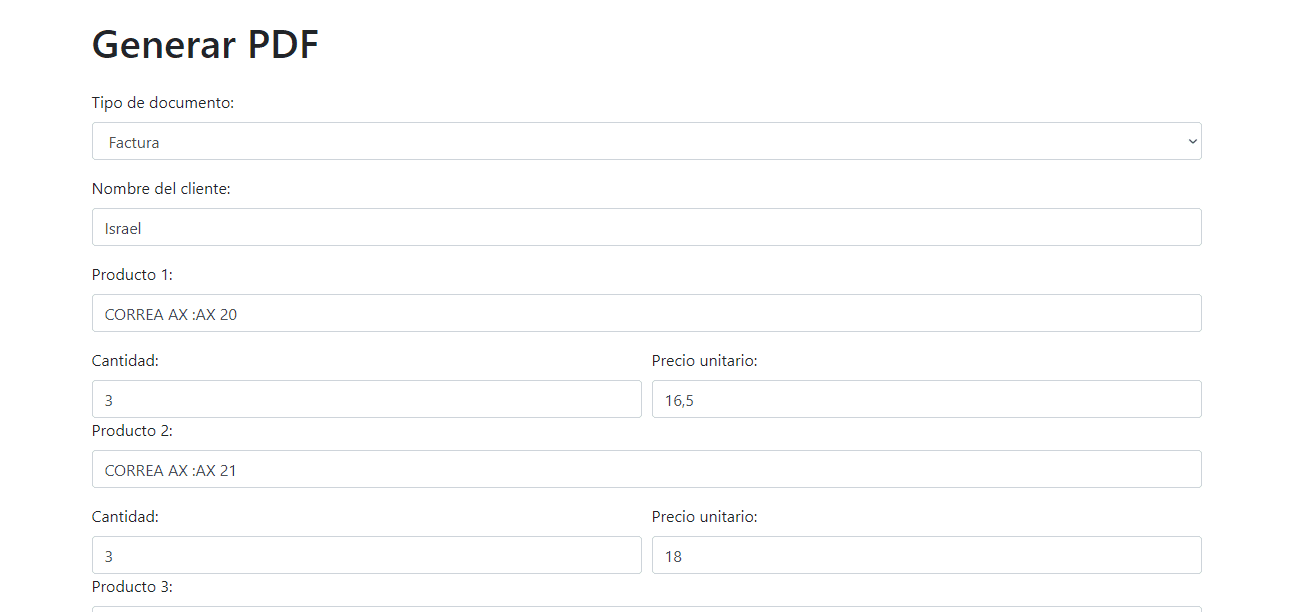 Generar PDF
Tipo de documento:
Factura
Nombre del cliente:
Israel
Producto 1:
CORREA AX :AX 20
Cantidad: Precio unitario:
3 16,5
Producto 2:
CORREA AX :AX 21
Cantidad: Precio unitario:
3 18
Producto 3: